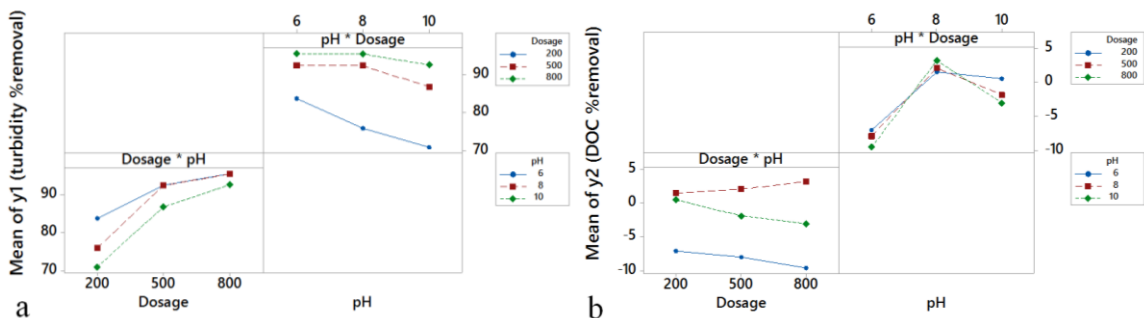 6 8 10
pH * Dosage
Dosage
200
500
800
90
80
70
Mean of y1 (turbidity %removal)
Dosage * pH
90
80
70
pH
6
8
10
200 500 800
Dosage
pH
a
6 8 10
pH * Dosage
Dosage
200
500
800
5
0
-5
-10
Mean of y2 (DOC %removal)
Dosage * pH
5
0
-5
-10
pH
6
8
10
200 500 800
Dosage
pH
b